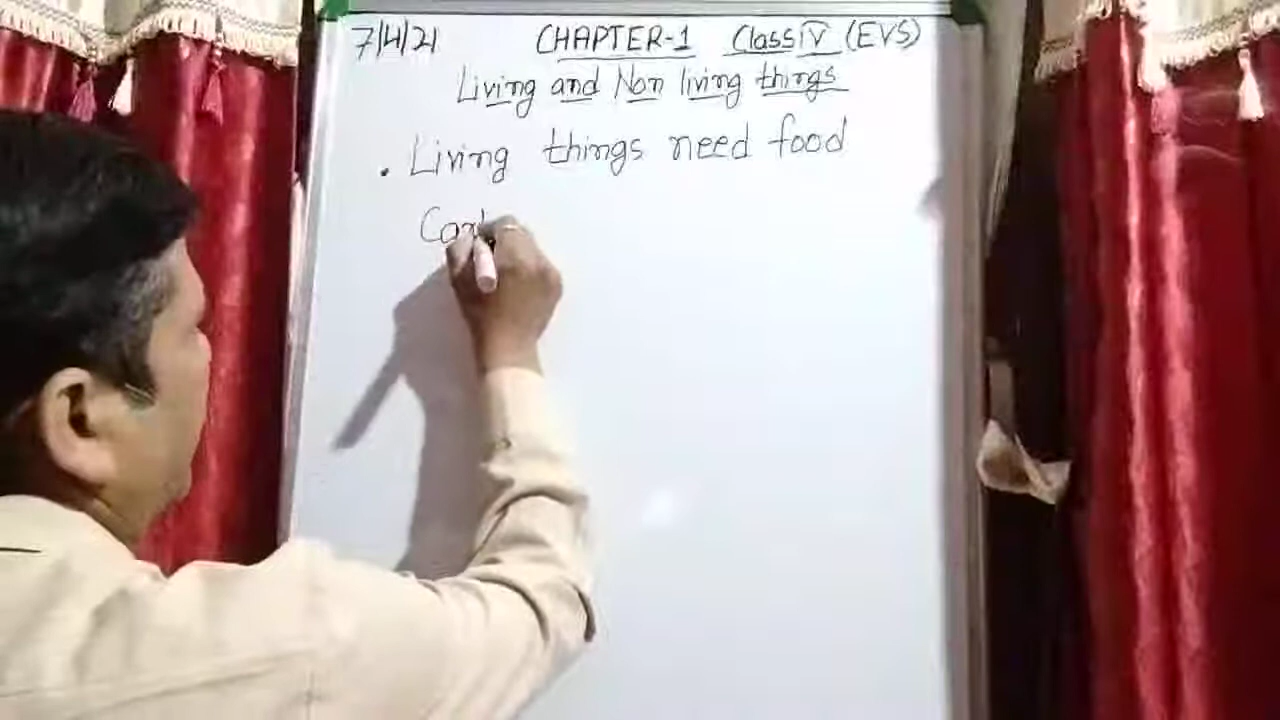 7/4/21 CHAPTER-1 Class IV (EVS)
Living and Non living things
. Living things need food